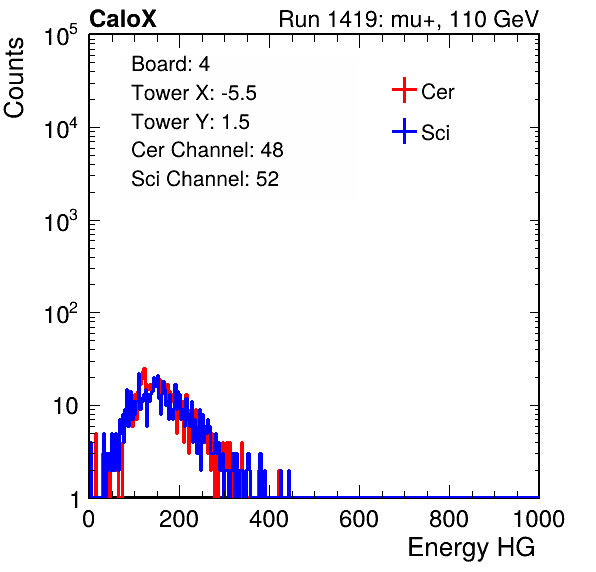 CaloX Run 1419: mu+, 110 GeV
Counts
Board: 4
Tower X: -5.5
Tower Y: 1.5
Cer Channel: 48
Sci Channel: 52
Cer
Sci
10^5
10^4
10^3
10^2
10
1
0 200 400 600 800 1000
Energy HG